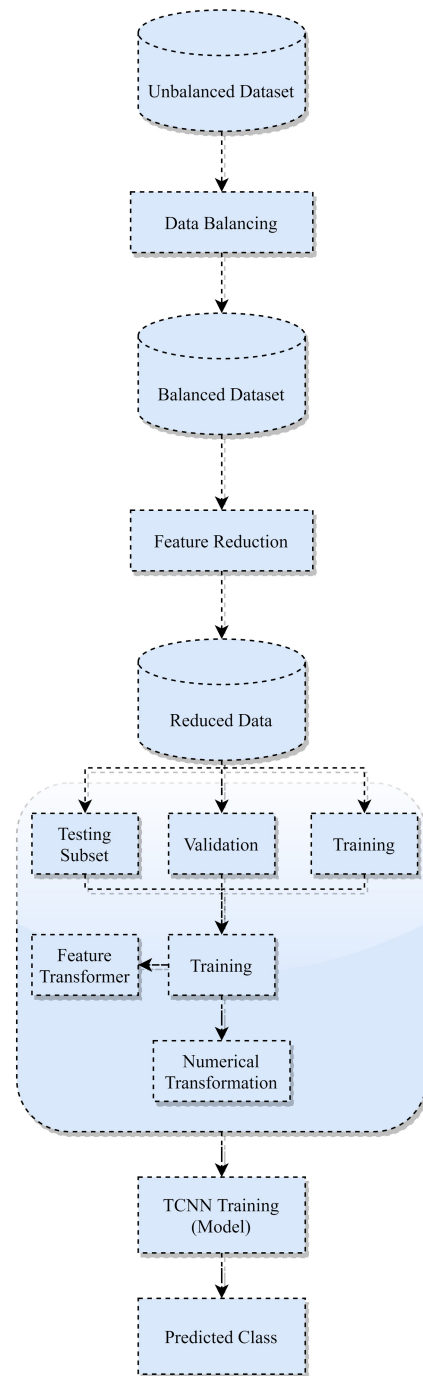 Unbalanced Dataset
Data Balancing
Balanced Dataset
Feature Reduction
Reduced Data
Testing
Subset
Validation
Training
Feature
Transformer
Training
Numerical
Transformation
TCNN Training
(Model)
Predicted Class